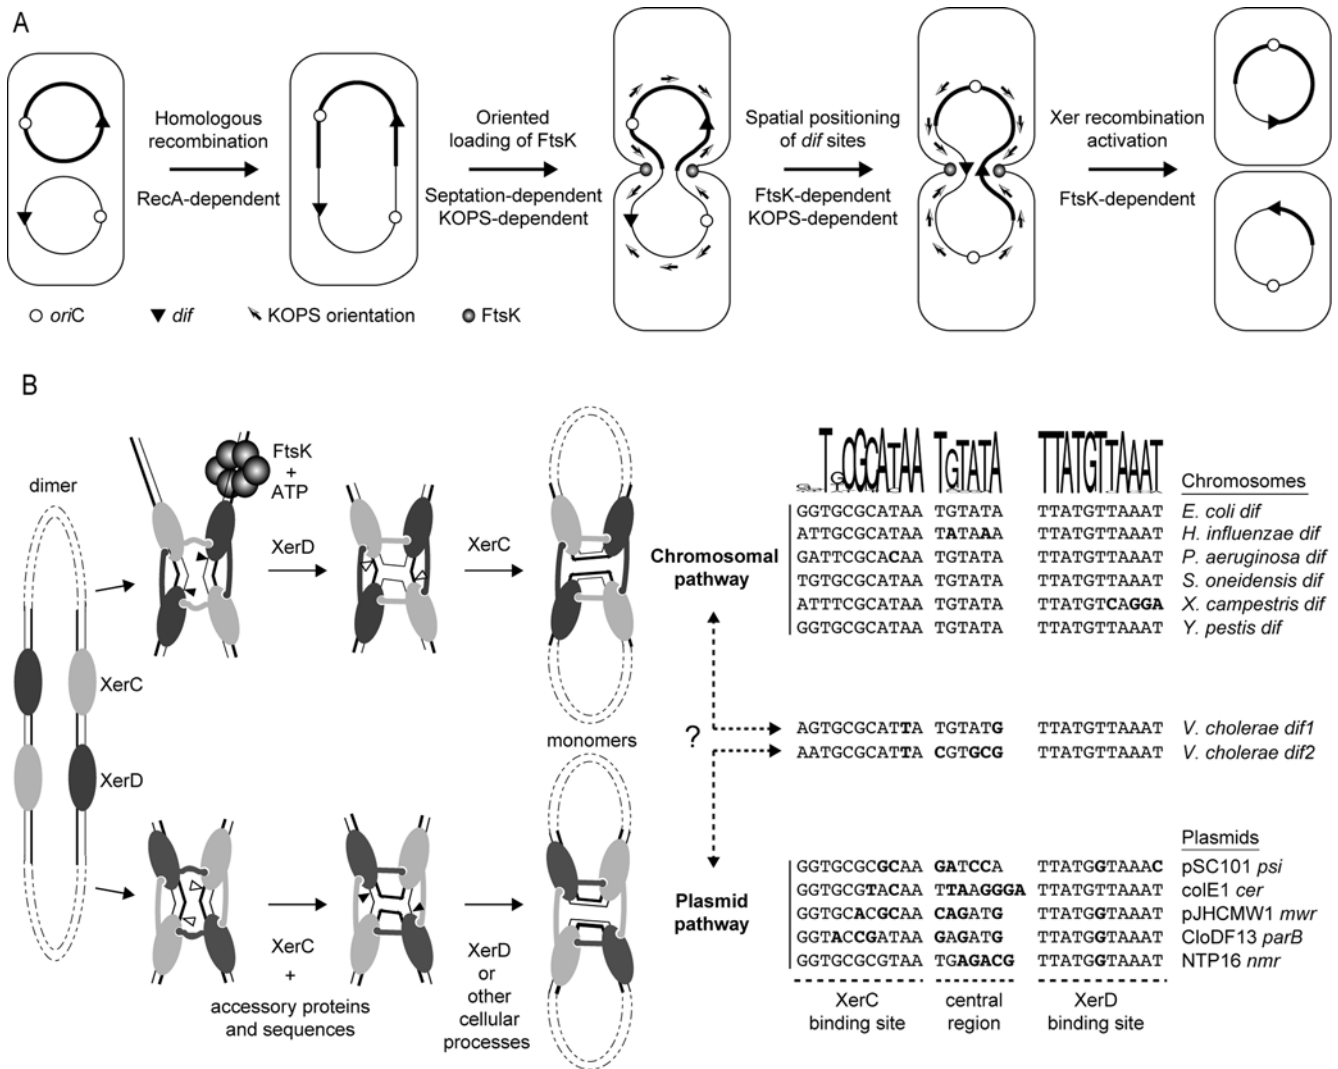 A
Homologous
recombination
RecA-dependent
Oriented
loading of FtsK
Septation-dependent
KOPS-dependent
Spatial positioning
of dif sites
FtsK-dependent
KOPS-dependent
Xer recombination
activation
FtsK-dependent
oriC
dif
KOPS orientation
FtsK
B
dimer
XerC
XerD
FtsK
+
ATP
XerD
XerC
monomers
XerC
+
accessory proteins
and sequences
XerD
or
other
cellular
processes
Chromosomal
pathway
?
Plasmid
pathway
Chromosomes
GGTGCGCATAA TGTATA TTATGTTAAAT E. coli dif
ATTGCGCATAA TATAAA TTATGTTAAAT H. influenzae dif
GATTCGCACAA TGTATA TTATGTTAAAT P. aeruginosa dif
TGTGCGCATAA TGTATA TTATGTTAAAT S. oneidensis dif
ATTTCGCATAA TGTATA TTATGTCAGGA X. campestris dif
GGTGCGCATAA TGTATA TTATGTTAAAT Y. pestis dif
AGTGCGCATTA TGTATG TTATGTTAAAT V. cholerae dif1
AATGCGCATTA CGTGCG TTATGTTAAAT V. cholerae dif2
Plasmids
GGTGCGCGCAA GATCCA TTATGGTAAAC pSC101 psi
GGTGCGTACAA TTAAGGGA TTATGGTAAAT colE1 cer
GGTGCACGCAA CAGATG TTATGGTAAAT pJHCMW1 mwr
GGTACCGATAA GAGATG TTATGGTAAAT CloDF13 parB
GGTGCGCGTAA TGAGACG TTATGGTAAAT NTP16 nmr
XerC
binding site
central
region
XerD
binding site